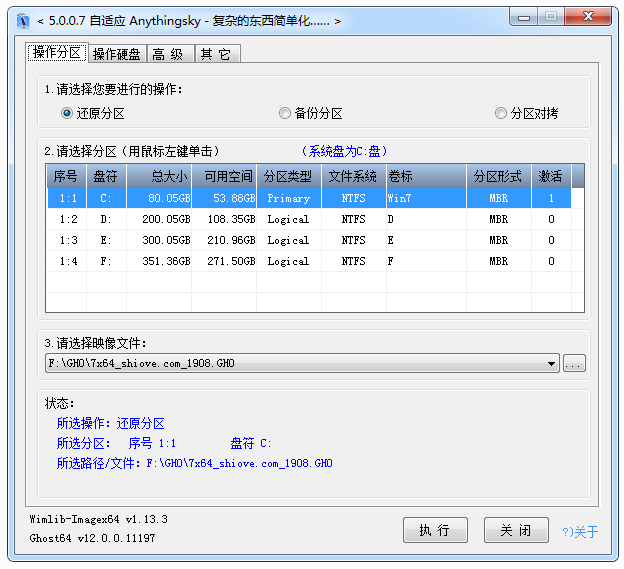 < 5.0.0.7 自适应 Anythingsky - 复杂的东西简单化...... >
操作分区 操作硬盘 高 级 其 它
1.请选择您要进行的操作:
还原分区 备份分区 分区对拷
2.请选择分区（用鼠标左键单击） （系统盘为C:盘）
序号 盘符 总大小 可用空间 分区类型 文件系统 卷标 分区形式 激活
1:1 C: 80.05GB 53.88GB Primary NTFS Win7 MBR 1
1:2 D: 200.05GB 108.35GB Logical NTFS D MBR 0
1:3 E: 300.05GB 210.96GB Logical NTFS E MBR 0
1:4 F: 351.36GB 271.50GB Logical NTFS F MBR 0
3.请选择映像文件:
F:\GHO\7x64_shiove.com_1908.GHO ...
状态:
所选操作: 还原分区
所选分区: 序号 1:1 盘符 C:
所选路径/文件: F:\GHO\7x64_shiove.com_1908.GHO
Wimlib-Imagex64 v1.13.3
Ghost64 v12.0.0.11197
执 行 关 闭 ?)关于